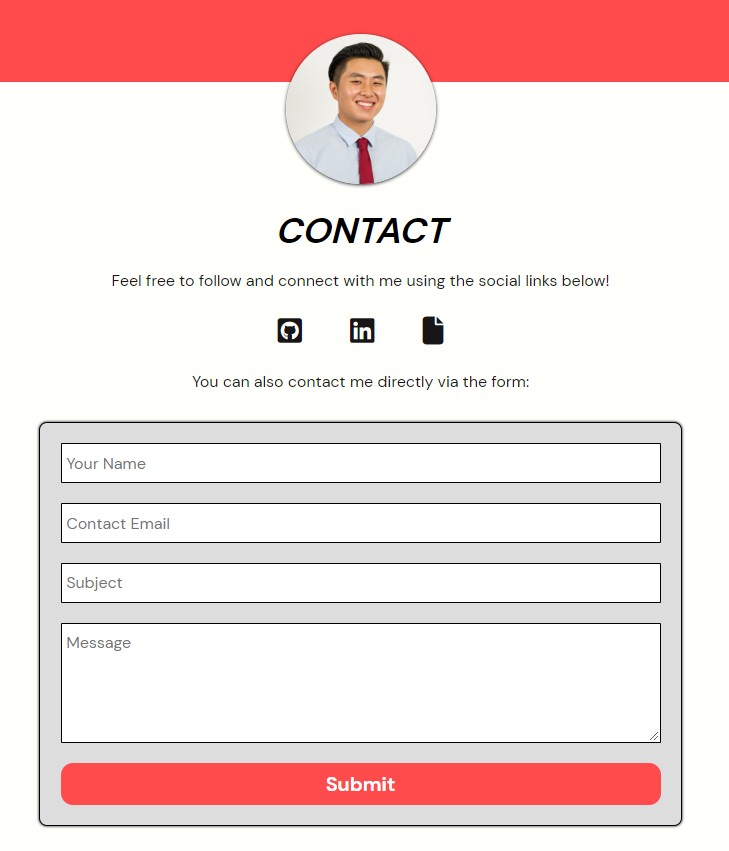 CONTACT
Feel free to follow and connect with me using the social links below!
in
You can also contact me directly via the form:
Your Name
Contact Email
Subject
Message
Submit